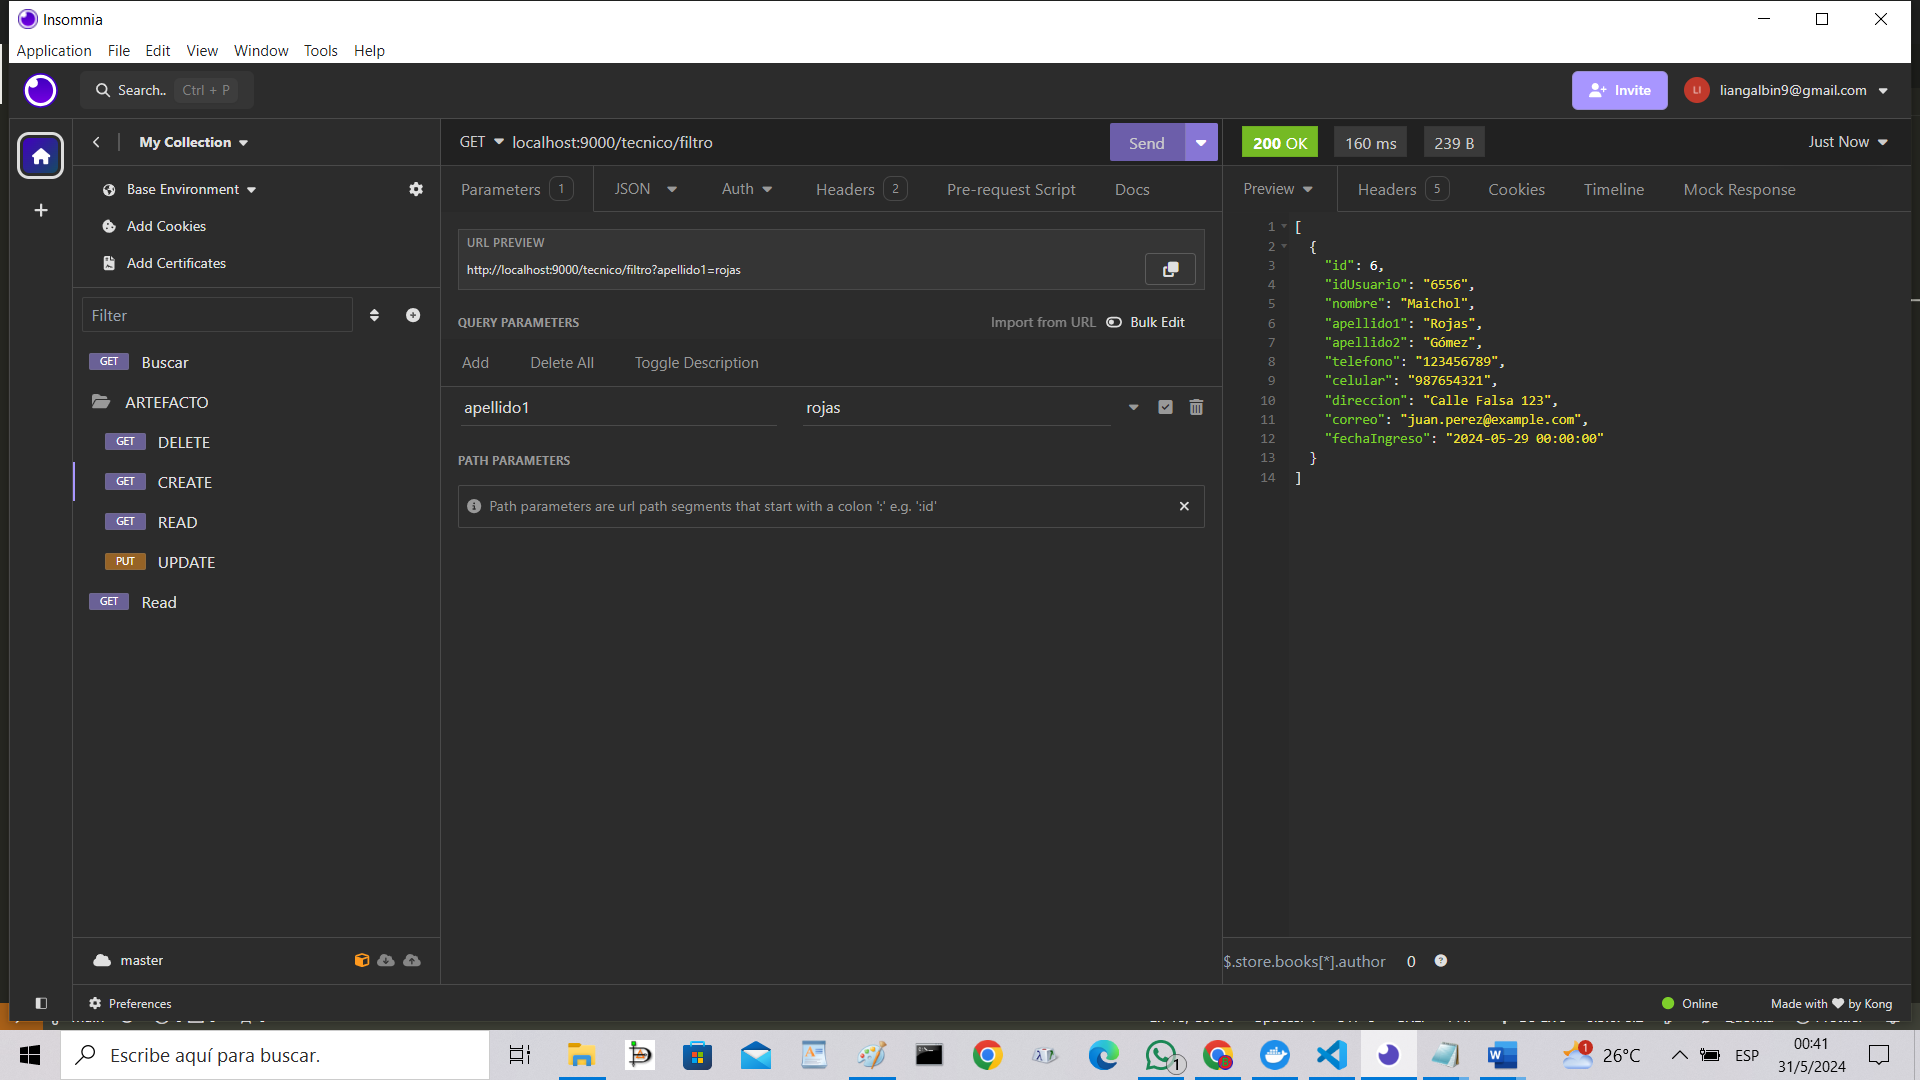 Insomnia
Application File Edit View Window Tools Help
Search.. Ctrl + P
Invite
LI liangalbin9@gmail.com
My Collection
Base Environment
Add Cookies
Add Certificates
Filter
GET Buscar
ARTEFACTO
GET DELETE
GET CREATE
GET READ
PUT UPDATE
GET Read
master
Preferences
GET localhost:9000/tecnico/filtro
Send
Parameters 1 JSON Auth Headers 2 Pre-request Script Docs
URL PREVIEW
http://localhost:9000/tecnico/filtro?apellido1=rojas
QUERY PARAMETERS Import from URL Bulk Edit
Add Delete All Toggle Description
apellido1 rojas
PATH PARAMETERS
Path parameters are url path segments that start with a colon ':' e.g. ':id'
200 OK 160 ms 239 B Just Now
Preview Headers 5 Cookies Timeline Mock Response
1 [
2 {
3 "id": 6,
4 "idUsuario": "6556",
5 "nombre": "Maichol",
6 "apellido1": "Rojas",
7 "apellido2": "Gómez",
8 "telefono": "123456789",
9 "celular": "987654321",
10 "direccion": "Calle Falsa 123",
11 "correo": "juan.perez@example.com",
12 "fechaIngreso": "2024-05-29 00:00:00"
13 }
14 ]
$.store.books[*].author 0
Online Made with by Kong
Escribe aquí para buscar.
1
1
26°C
ESP
00:41
31/5/2024